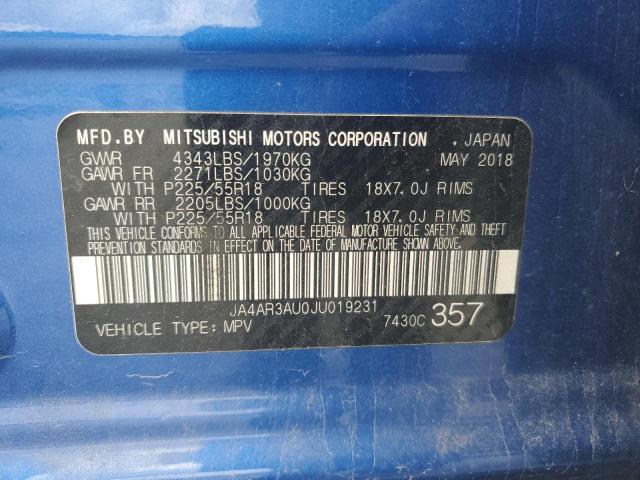 MFD.BY MITSUBISHI MOTORS CORPORATION , JAPAN
GVWR 4343LBS/1970KG MAY 2018
GAWR FR 2271LBS/1030KG
WITH P225/55R18 TIRES 18X7.0J RIMS
GAWR RR 2205LBS/1000KG
WITH P225/55R18 TIRES 18X7.0J RIMS
THIS VEHICLE CONFORMS TO ALL APPLICABLE FEDERAL MOTOR VEHICLE SAFETY AND THEFT
PREVENTION STANDARDS IN EFFECT ON THE DATE OF MANUFACTURE SHOWN ABOVE.
JA4AR3AU0JU019231
VEHICLE TYPE: MPV 7430C 357